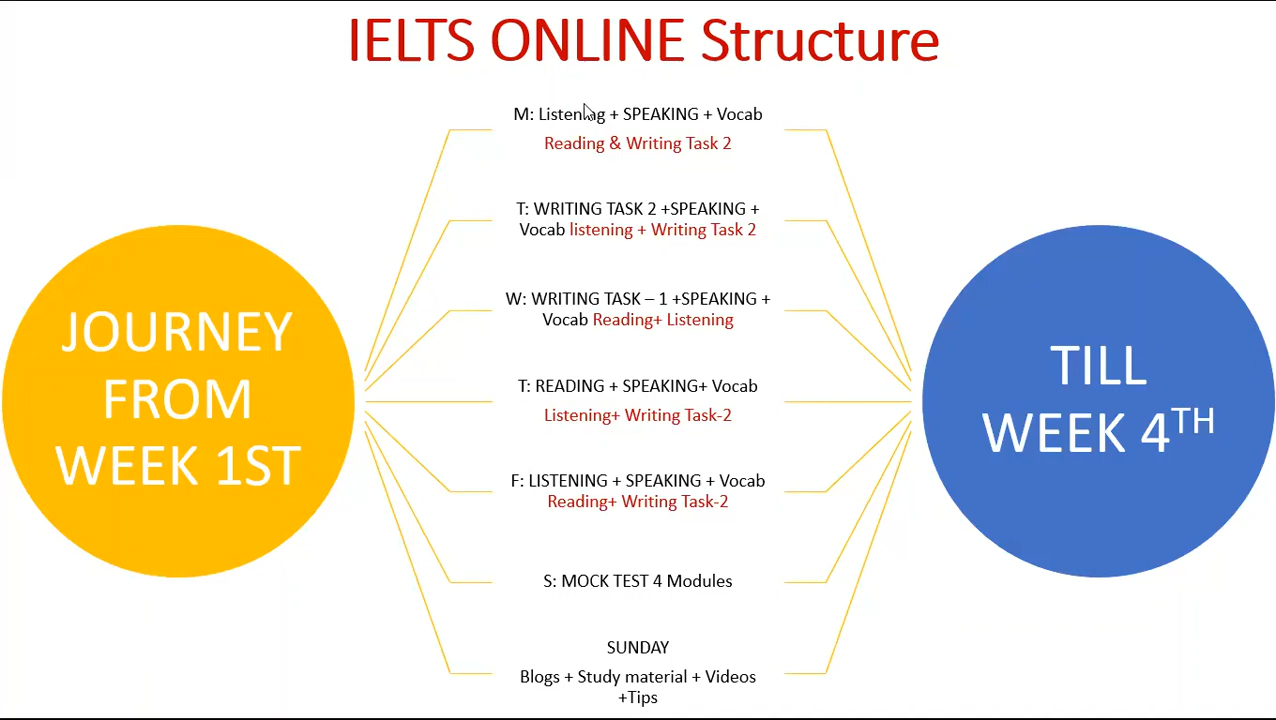 IELTS ONLINE Structure
M: Listening + SPEAKING + Vocab
Reading & Writing Task 2
T: WRITING TASK 2 +SPEAKING +
Vocab listening + Writing Task 2
W: WRITING TASK – 1 +SPEAKING +
Vocab Reading+ Listening
T: READING + SPEAKING+ Vocab
Listening+ Writing Task-2
F: LISTENING + SPEAKING + Vocab
Reading+ Writing Task-2
S: MOCK TEST 4 Modules
SUNDAY
Blogs + Study material + Videos
+Tips
JOURNEY
FROM
WEEK 1ST
TILL
WEEK 4TH